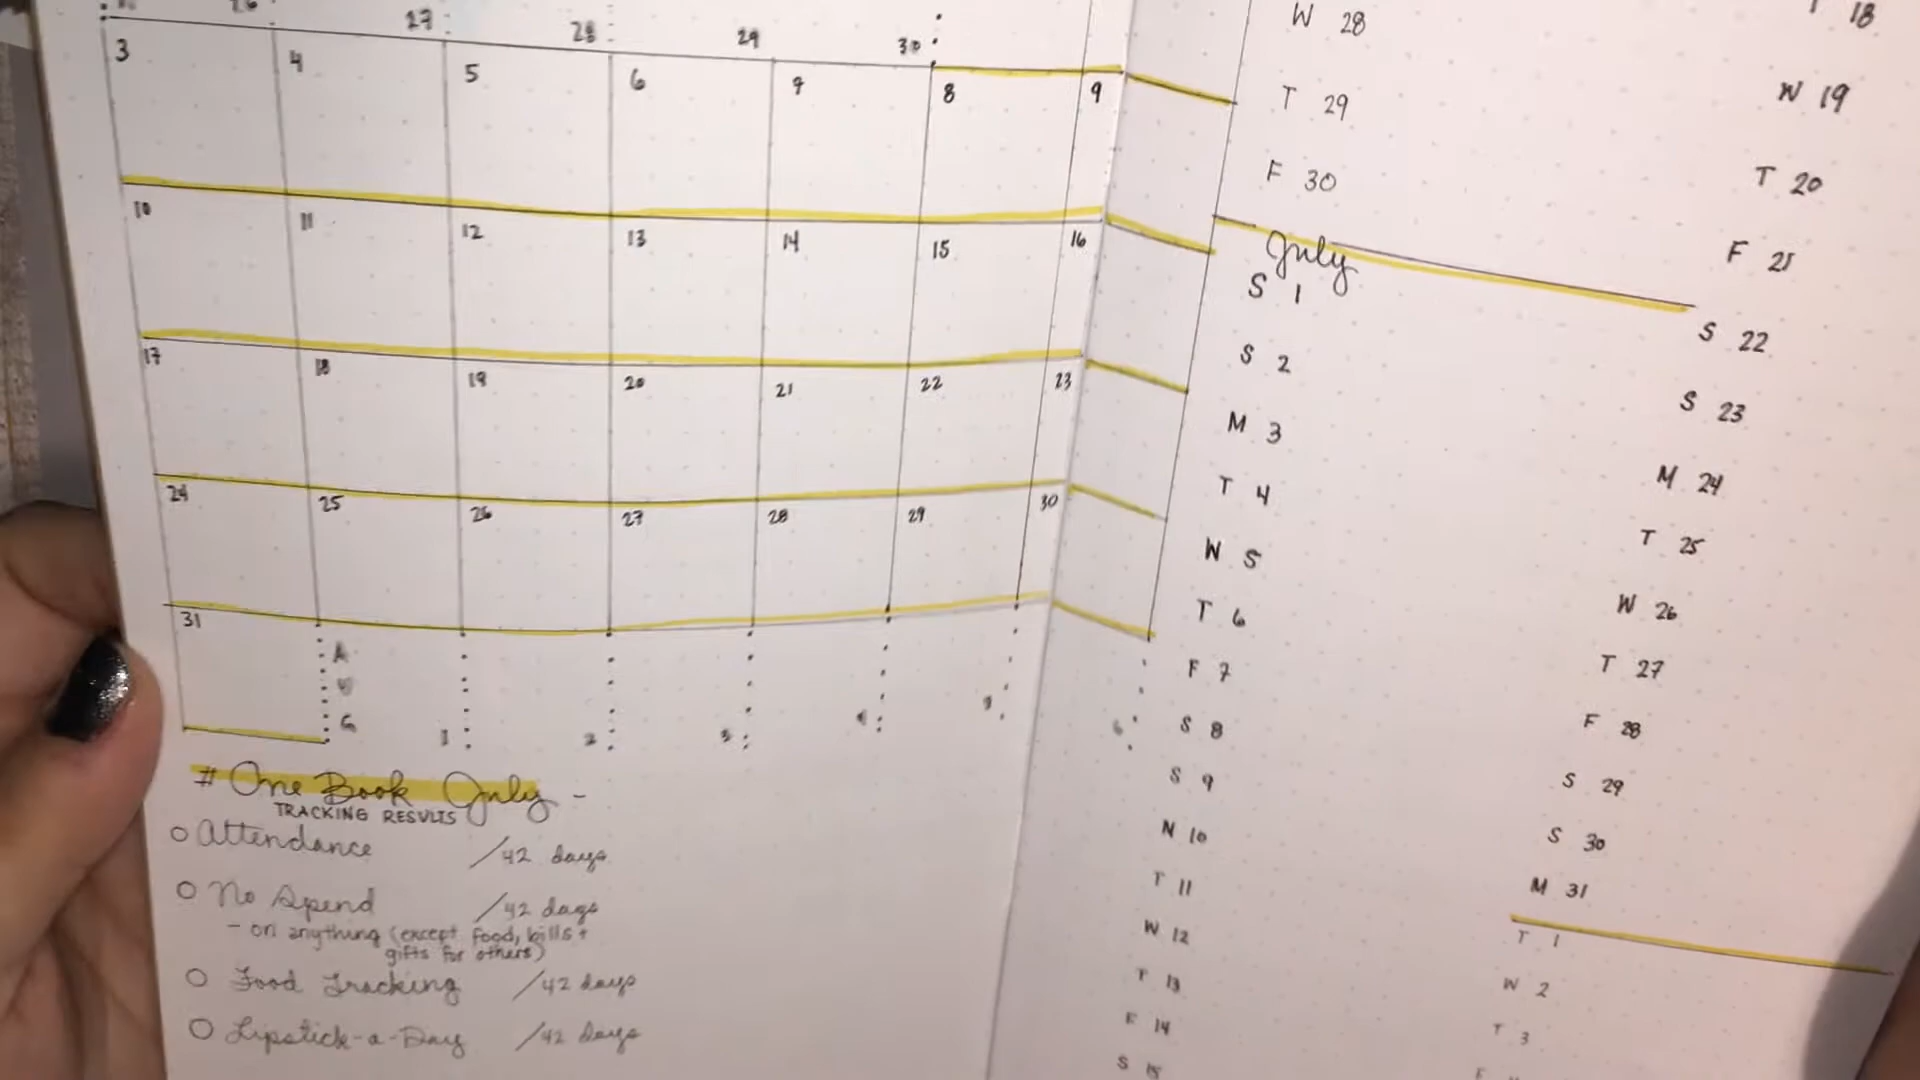 26 27 28 29 30
3 4 5 6 7 8 9
10 11 12 13 14 15 16
17 18 19 20 21 22 23
24 25 26 27 28 29 30
31 A
G 1 2 3 4 5 6
# One Book July -
TRACKING RESULTS
Attendance /42 days
No Spend /42 days
- on anything (except food, bills +
gifts for others)
Food Tracking /42 days
Lipstick-a-Day /42 days
W 28
T 29
F 30
July
S 1
S 2
M 3
T 4
W 5
T 6
F 7
S 8
S 9
M 10
T 11
W 12
T 13
F 14
S 15
T 18
W 19
T 20
F 21
S 22
S 23
M 24
T 25
W 26
T 27
F 28
S 29
S 30
M 31
T 1
W 2
T 3
F